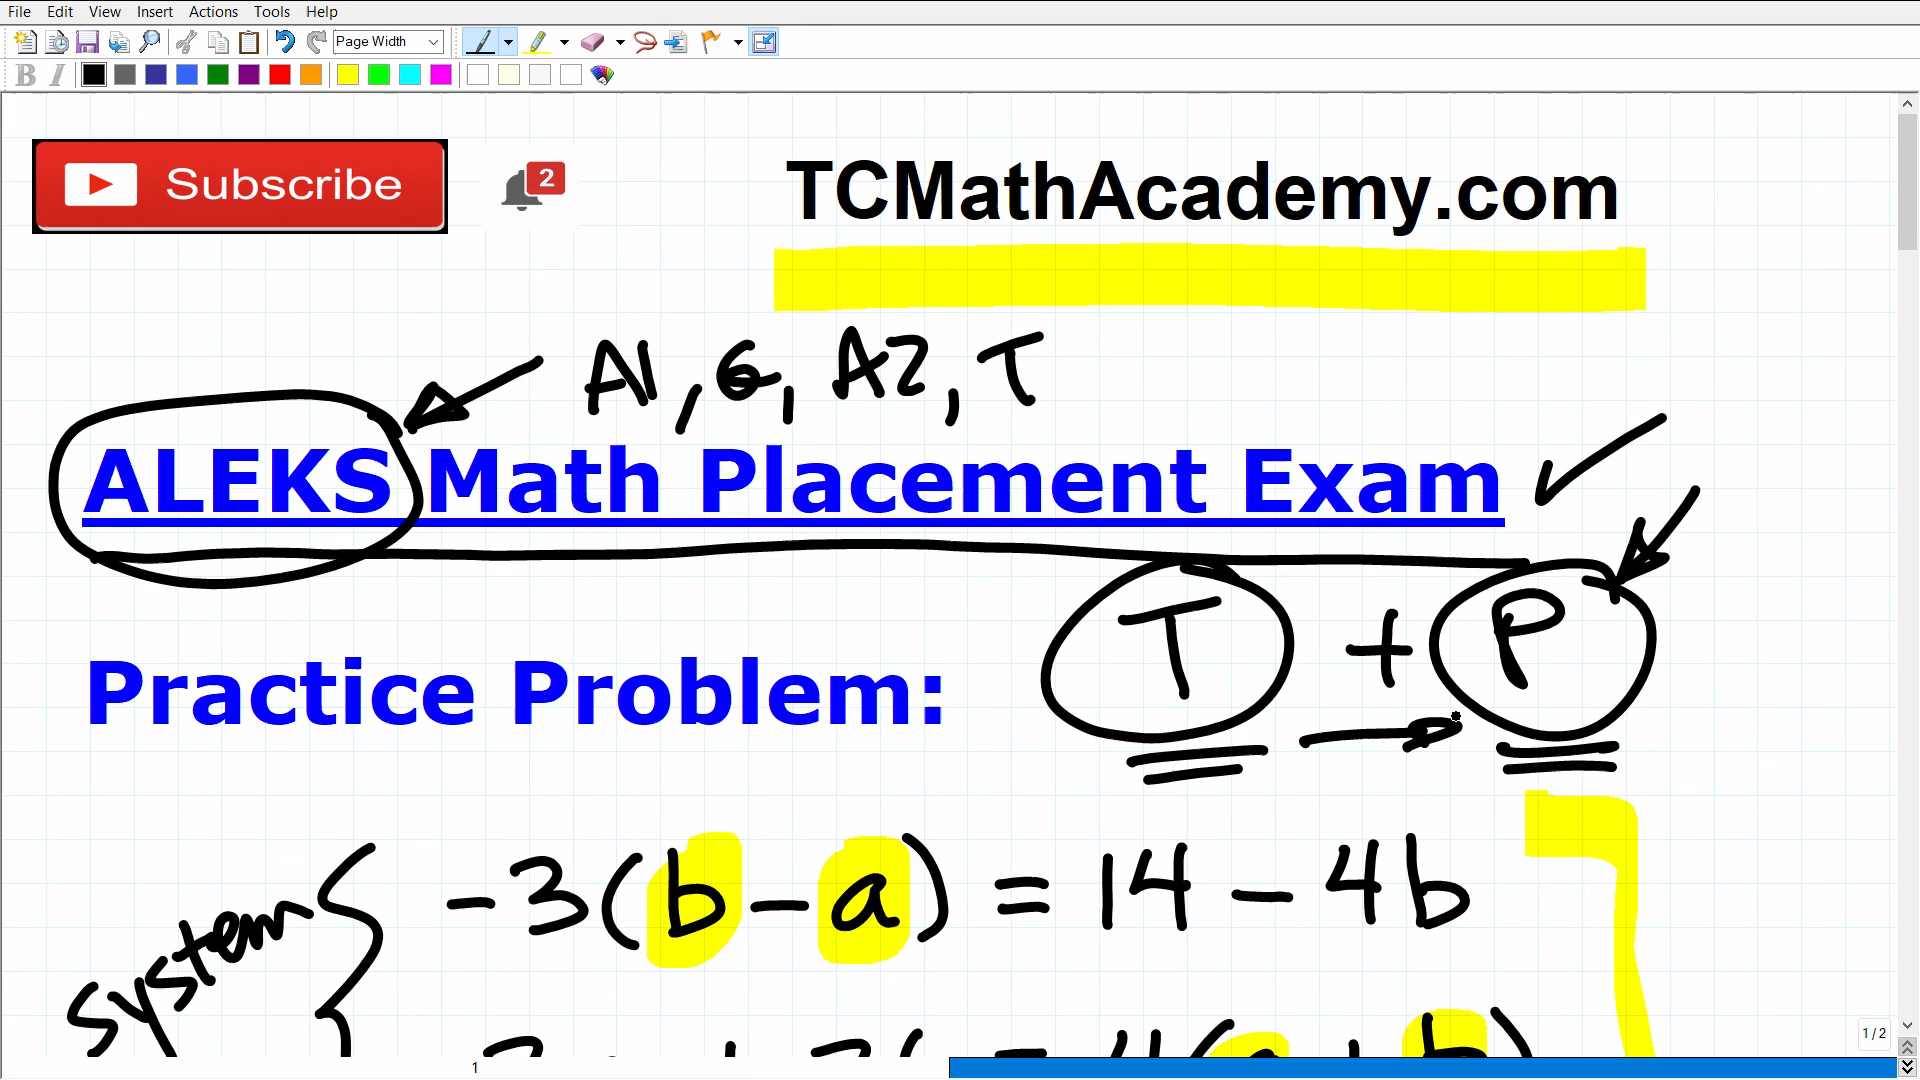 File Edit View Insert Actions Tools Help
Page Width
B I
Subscribe 2
TCMathAcademy.com
A1, G, A2, T
ALEKS Math Placement Exam
T + P
Practice Problem:
-3(b-a) = 14-4b
System
1/2
1